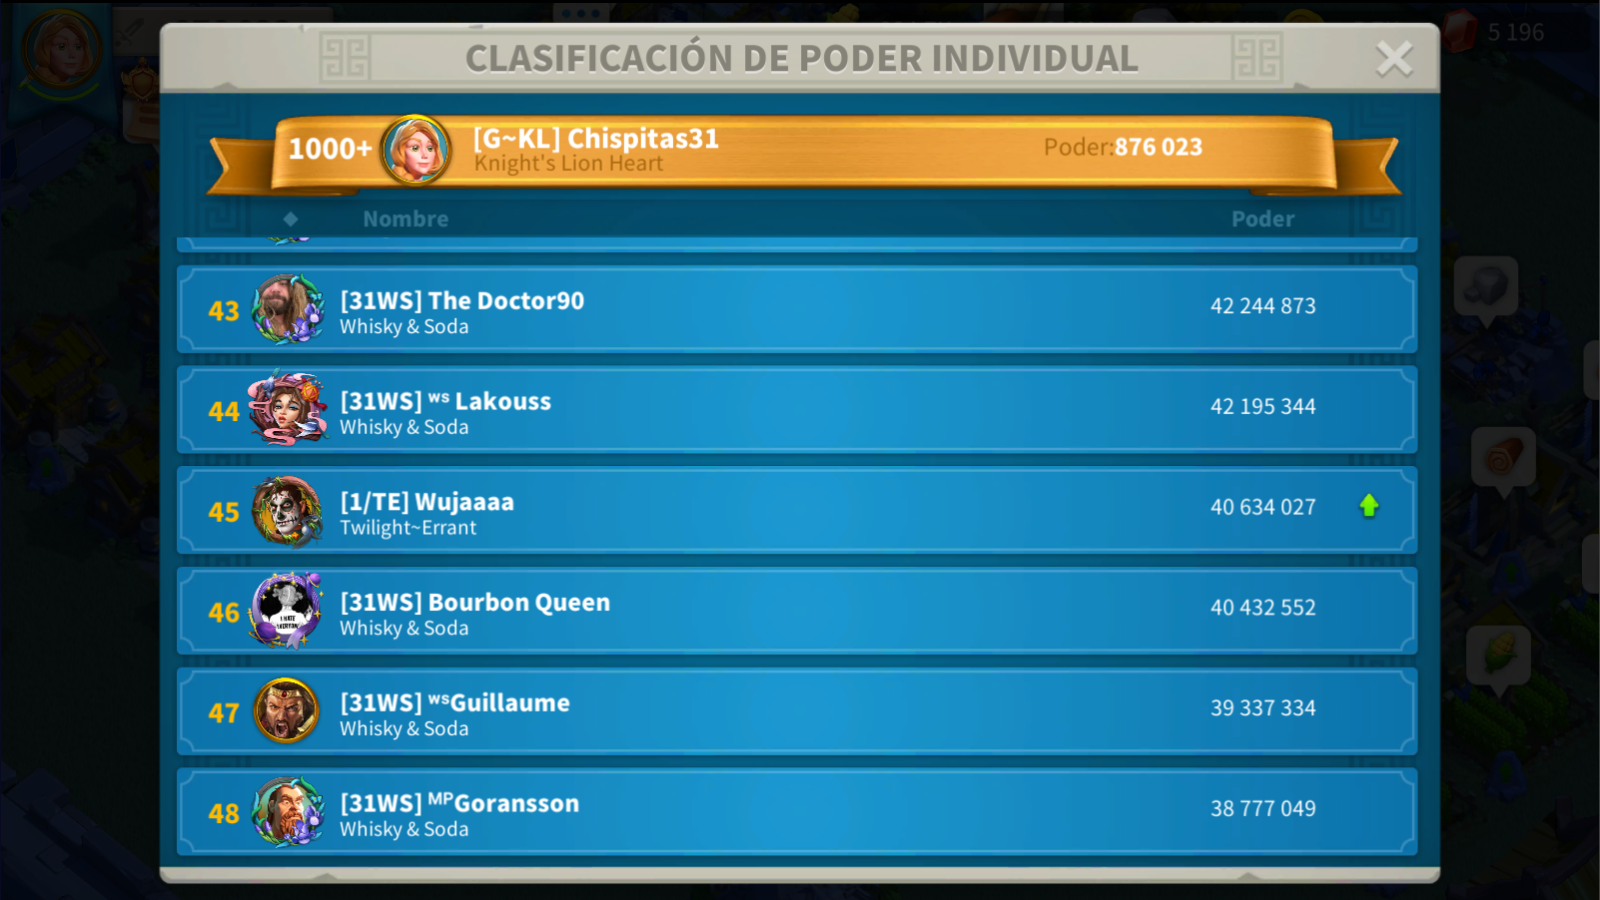 5 196
CLASIFICACIÓN DE PODER INDIVIDUAL
1000+ [G~KL] Chispitas31 Poder:876 023
Knight's Lion Heart
Nombre Poder
43 [31WS] The Doctor90 42 244 873
Whisky & Soda
44 [31WS] ʷˢ Lakouss 42 195 344
Whisky & Soda
45 [1/TE] Wujaaaa 40 634 027
Twilight~Errant
46 [31WS] Bourbon Queen 40 432 552
Whisky & Soda
47 [31WS] ʷˢGuillaume 39 337 334
Whisky & Soda
48 [31WS] ᴹᴾGoransson 38 777 049
Whisky & Soda